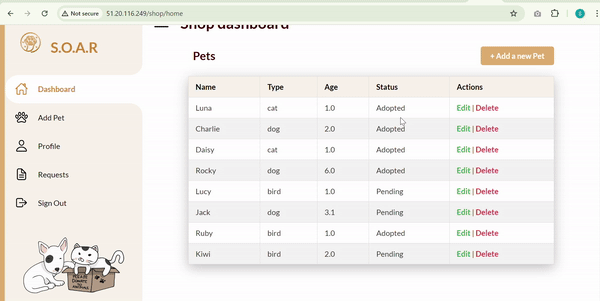 Not secure 51.20.116.249/shop/home
Shop dashboard
S.O.A.R
Pets
+ Add a new Pet
Dashboard
Add Pet
Profile
Requests
Sign Out
Name Type Age Status Actions
Luna cat 1.0 Adopted Edit | Delete
Charlie dog 2.0 Adopted Edit | Delete
Daisy cat 1.0 Adopted Edit | Delete
Rocky dog 6.0 Adopted Edit | Delete
Lucy bird 1.0 Pending Edit | Delete
Jack dog 3.1 Pending Edit | Delete
Ruby bird 1.0 Adopted Edit | Delete
Kiwi bird 2.0 Pending Edit | Delete